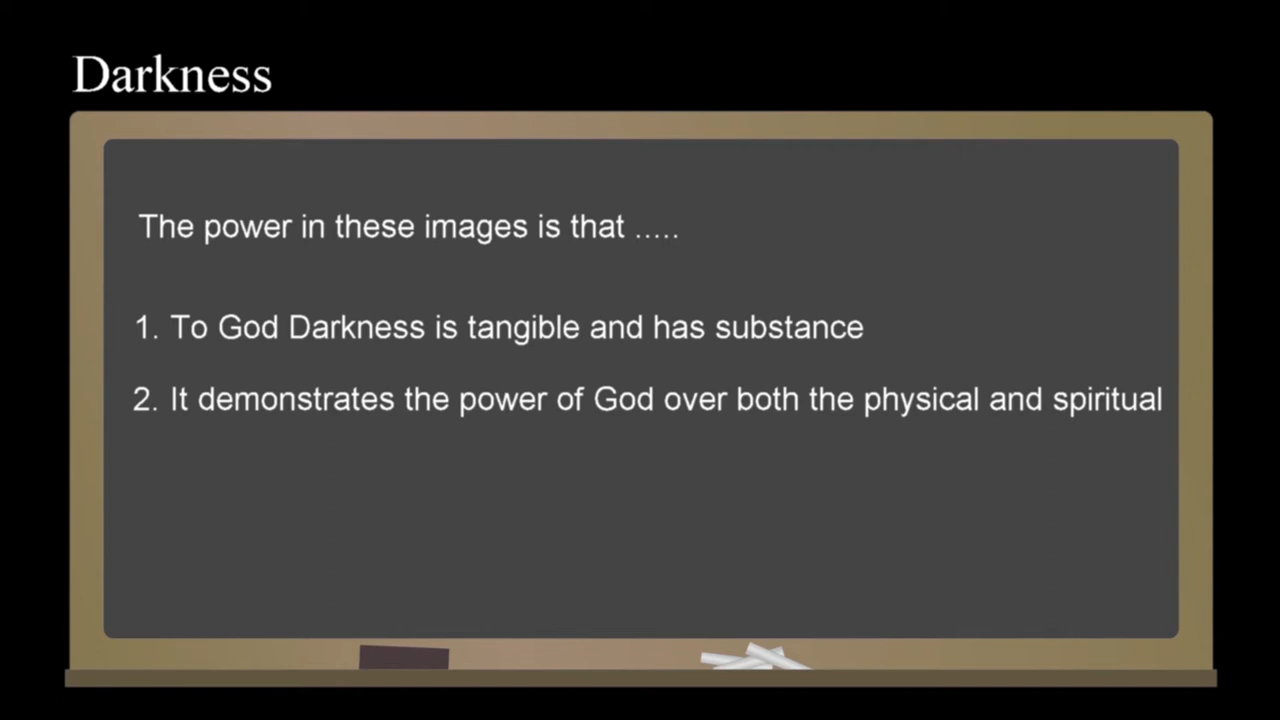 Darkness
The power in these images is that .....
1. To God Darkness is tangible and has substance
2. It demonstrates the power of God over both the physical and spiritual